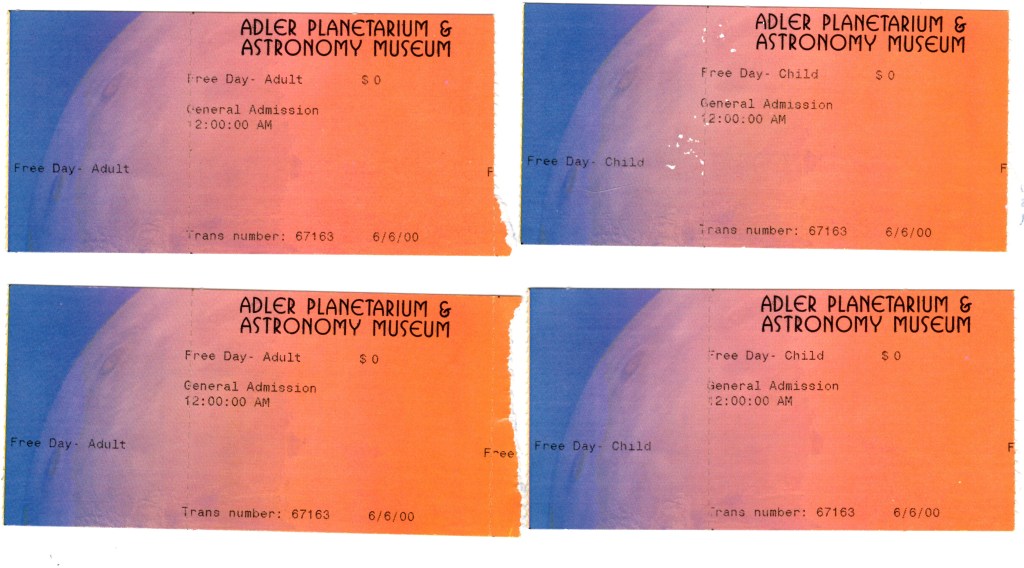 ADLER PLANETARIUM &
ASTRONOMY MUSEUM
Free Day- Adult $ 0
General Admission
12:00:00 AM
Free Day- Adult
F
Trans number: 67163 6/6/00
ADLER PLANETARIUM &
ASTRONOMY MUSEUM
Free Day- Child $ 0
General Admission
12:00:00 AM
Free Day- Child
F
Trans number: 67163 6/6/00
ADLER PLANETARIUM &
ASTRONOMY MUSEUM
Free Day- Adult $ 0
General Admission
12:00:00 AM
Free Day- Adult
Free
Trans number: 67163 6/6/00
ADLER PLANETARIUM &
ASTRONOMY MUSEUM
Free Day- Child $ 0
General Admission
12:00:00 AM
Free Day- Child
F
Trans number: 67163 6/6/00